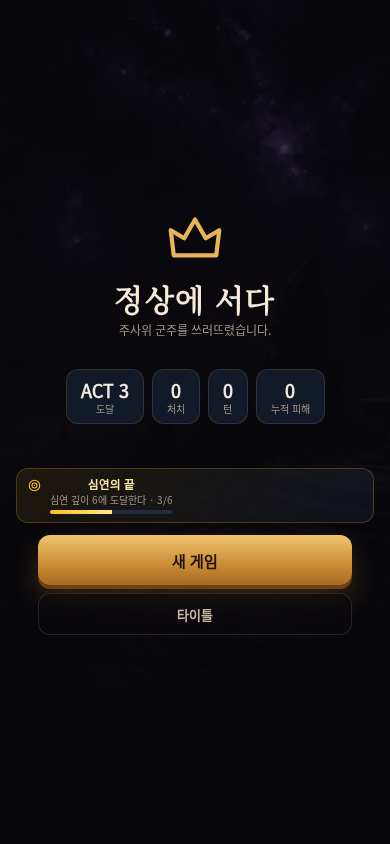 정상에 서다
주사위 군주를 쓰러뜨렸습니다.
ACT 3
도달
0
처치
0
턴
0
누적 피해
심연의 끝
심연 깊이 6에 도달한다 · 3/6
새 게임
타이틀